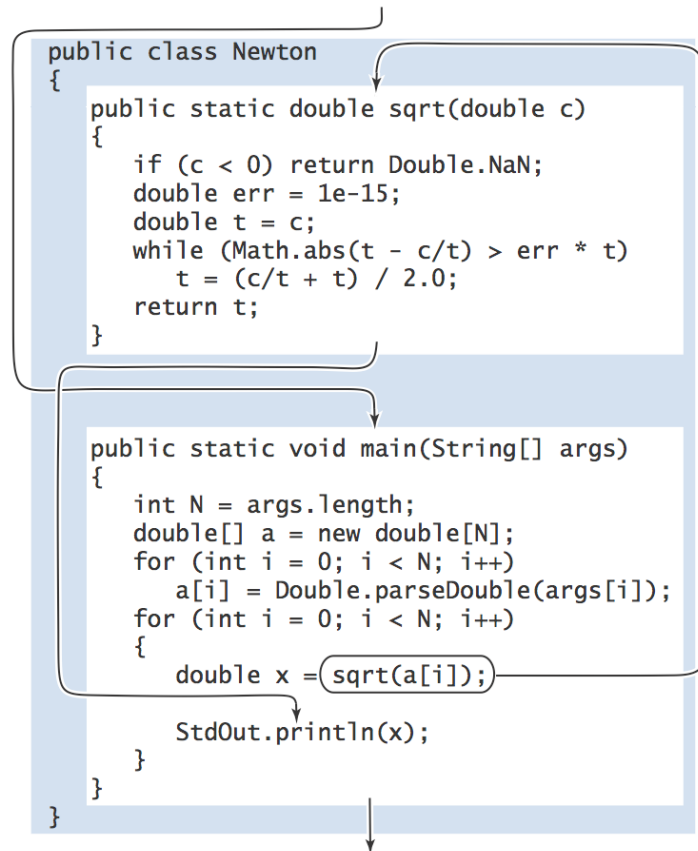 public class Newton
{
public static double sqrt(double c)
{
if (c < 0) return Double.NaN;
double err = 1e-15;
double t = c;
while (Math.abs(t - c/t) > err * t)
t = (c/t + t) / 2.0;
return t;
}
public static void main(String[] args)
{
int N = args.length;
double[] a = new double[N];
for (int i = 0; i < N; i++)
a[i] = Double.parseDouble(args[i]);
for (int i = 0; i < N; i++)
{
double x = sqrt(a[i]);
StdOut.println(x);
}
}
}